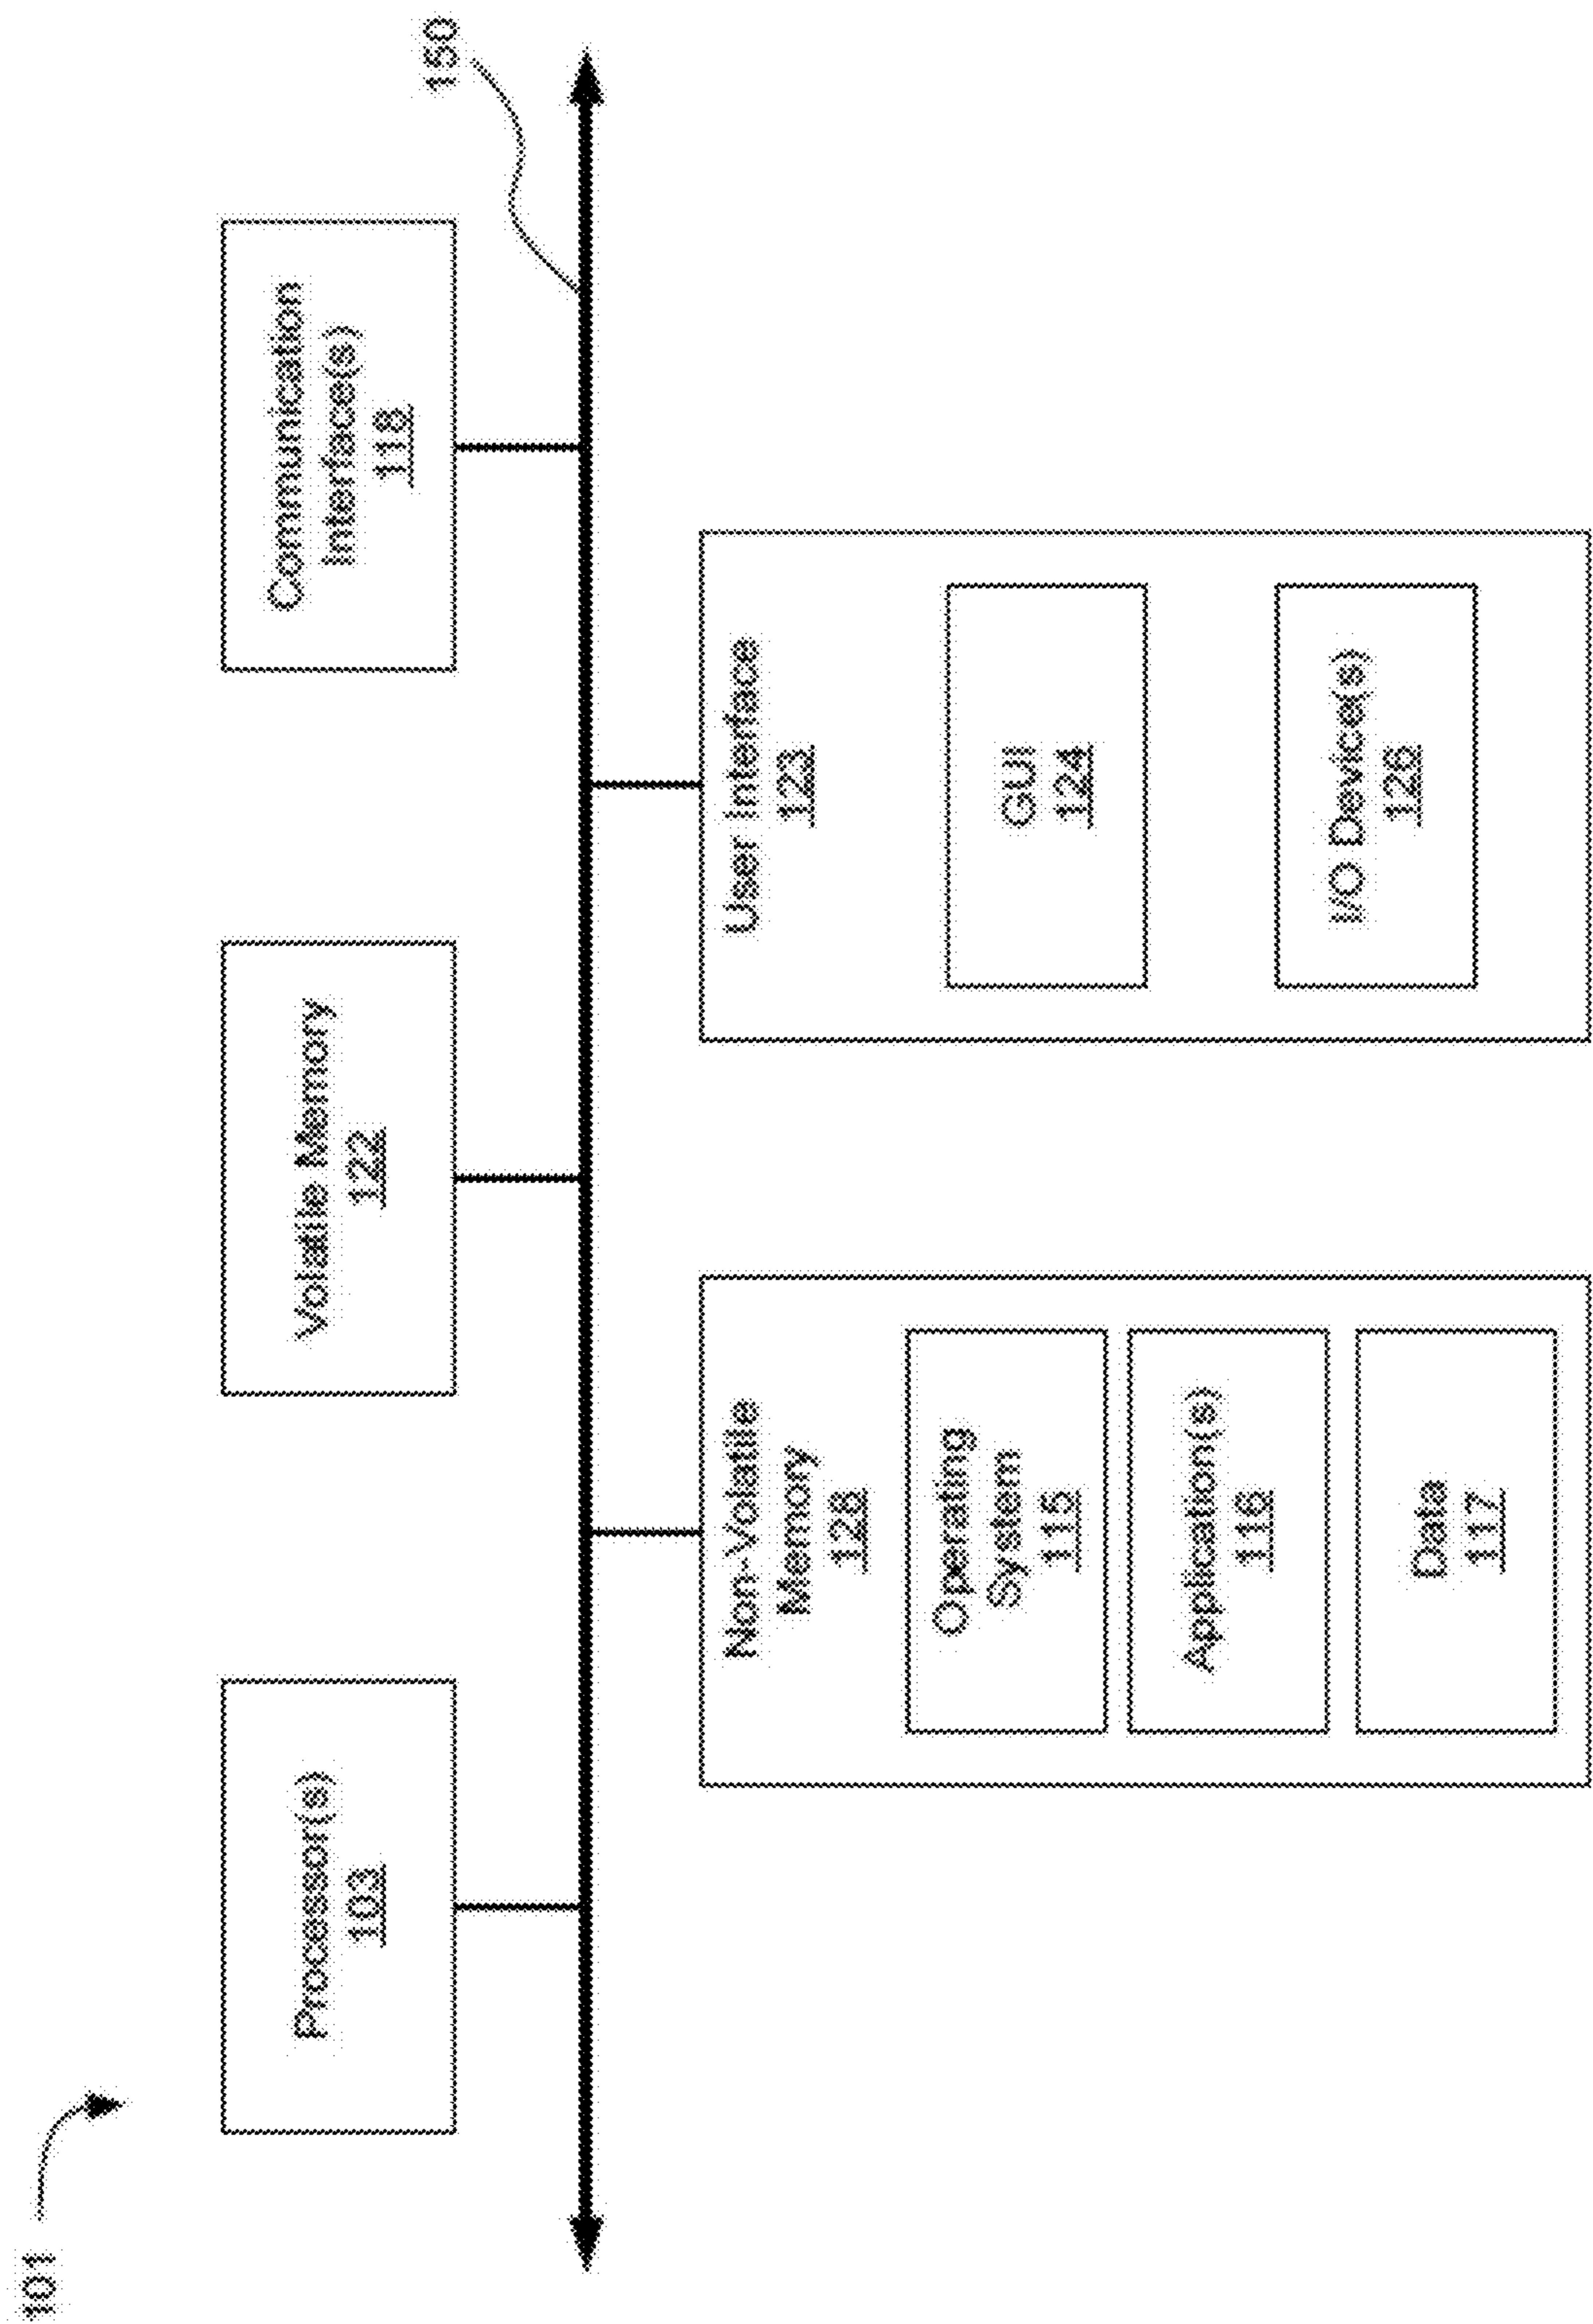 101
Processor(s)
103
Volatile Memory
122
Communication
Interface(s)
118
150
Non-Volatile
Memory
128
Operating
System
115
Application(s)
116
Data
117
User Interface
123
GUI
124
I/O Device(s)
126